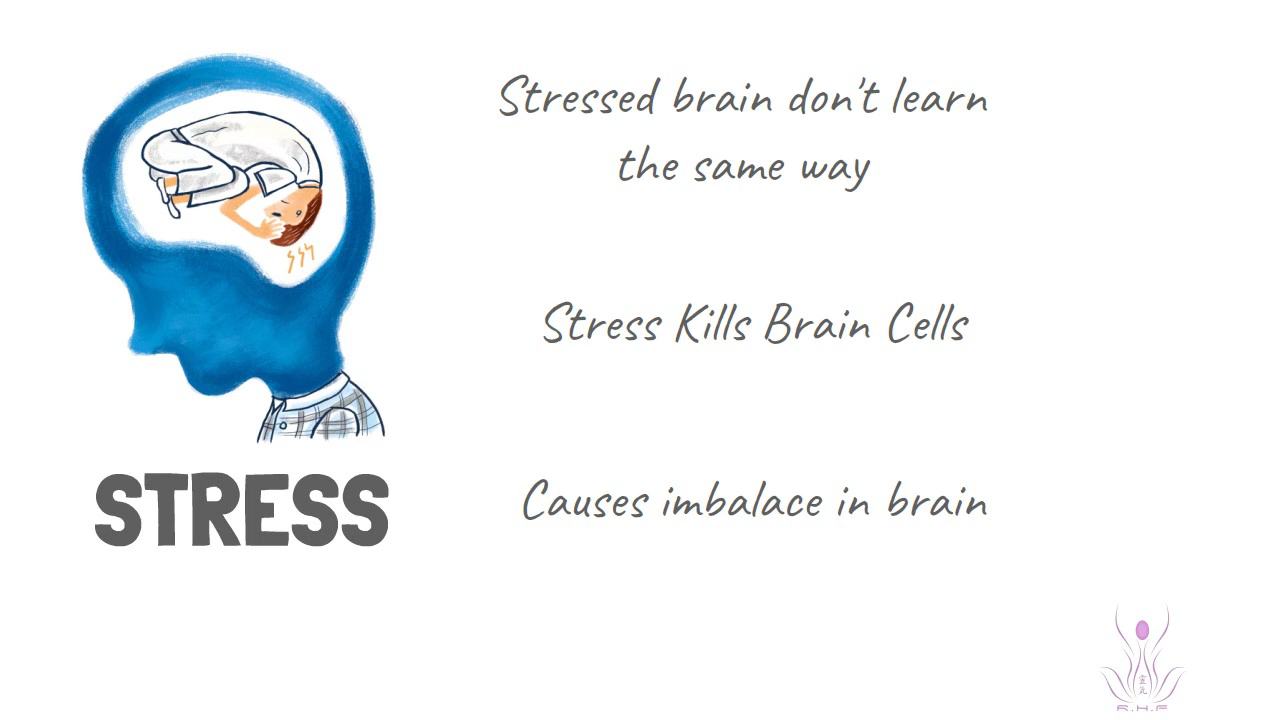 Stressed brain don't learn
the same way
Stress Kills Brain Cells
STRESS
Causes imbalace in brain
R.H.F